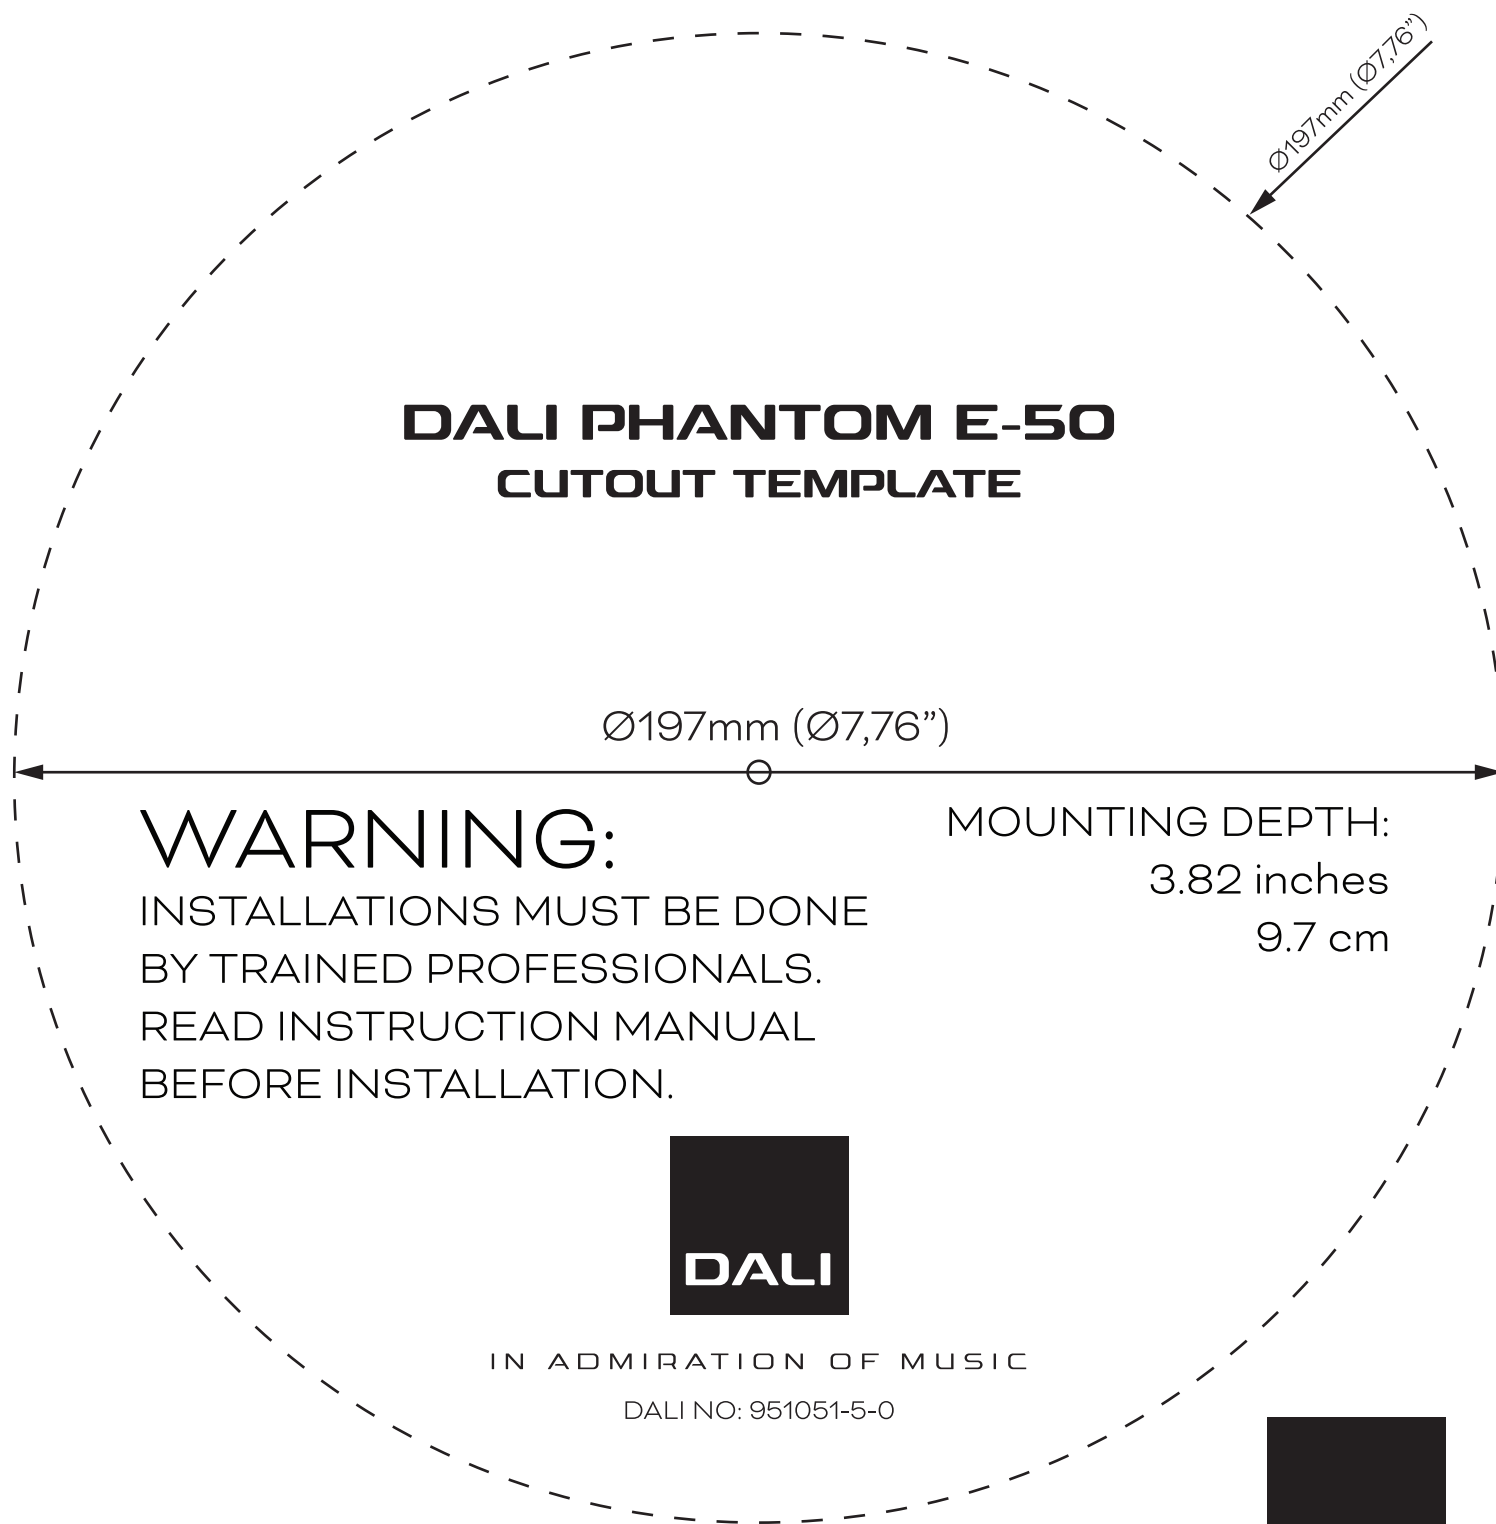 Ø197mm (Ø7,76”)
DALI PHANTOM E-50
CUTOUT TEMPLATE
Ø197mm (Ø7,76”)
WARNING:
INSTALLATIONS MUST BE DONE
BY TRAINED PROFESSIONALS.
READ INSTRUCTION MANUAL
BEFORE INSTALLATION.
MOUNTING DEPTH:
3.82 inches
9.7 cm
DALI
IN ADMIRATION OF MUSIC
DALI NO: 951051-5-0